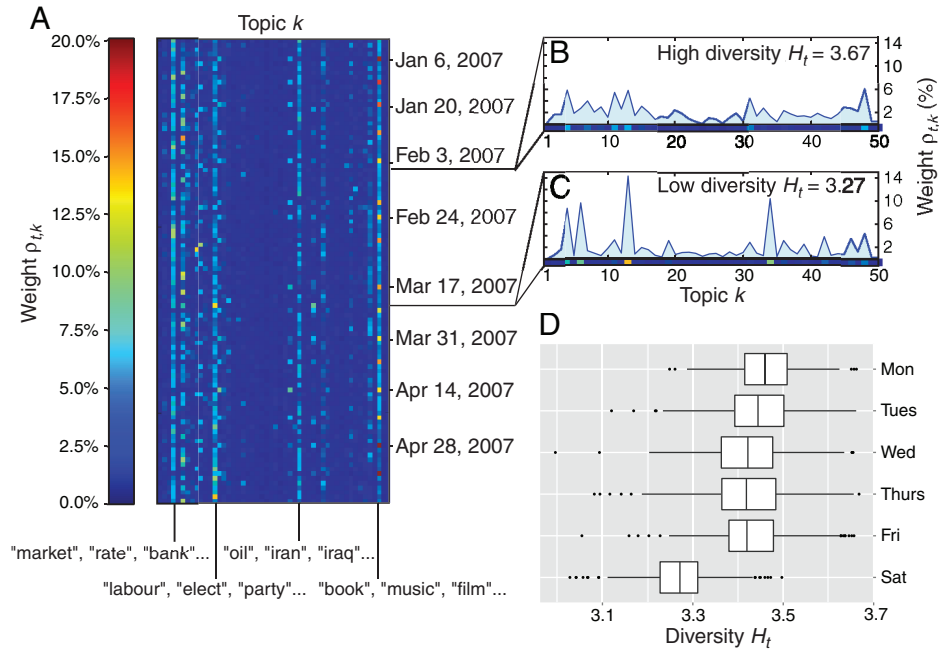 A
Topic k
20.0%
17.5%
15.0%
12.5%
10.0%
7.5%
5.0%
2.5%
0.0%
Weight ρt,k
Jan 6, 2007
Jan 20, 2007
Feb 3, 2007
Feb 24, 2007
Mar 17, 2007
Mar 31, 2007
Apr 14, 2007
Apr 28, 2007
"market", "rate", "bank"...
"oil", "iran", "iraq"...
"labour", "elect", "party"...
"book", "music", "film"...
B
High diversity Ht = 3.67
14
10
6
2
1 10 20 30 40 50
C
Low diversity Ht = 3.27
14
10
6
2
1 10 20 30 40 50
Topic k
Weight ρt,k (%)
D
Mon
Tues
Wed
Thurs
Fri
Sat
3.1 3.3 3.5 3.7
Diversity Ht